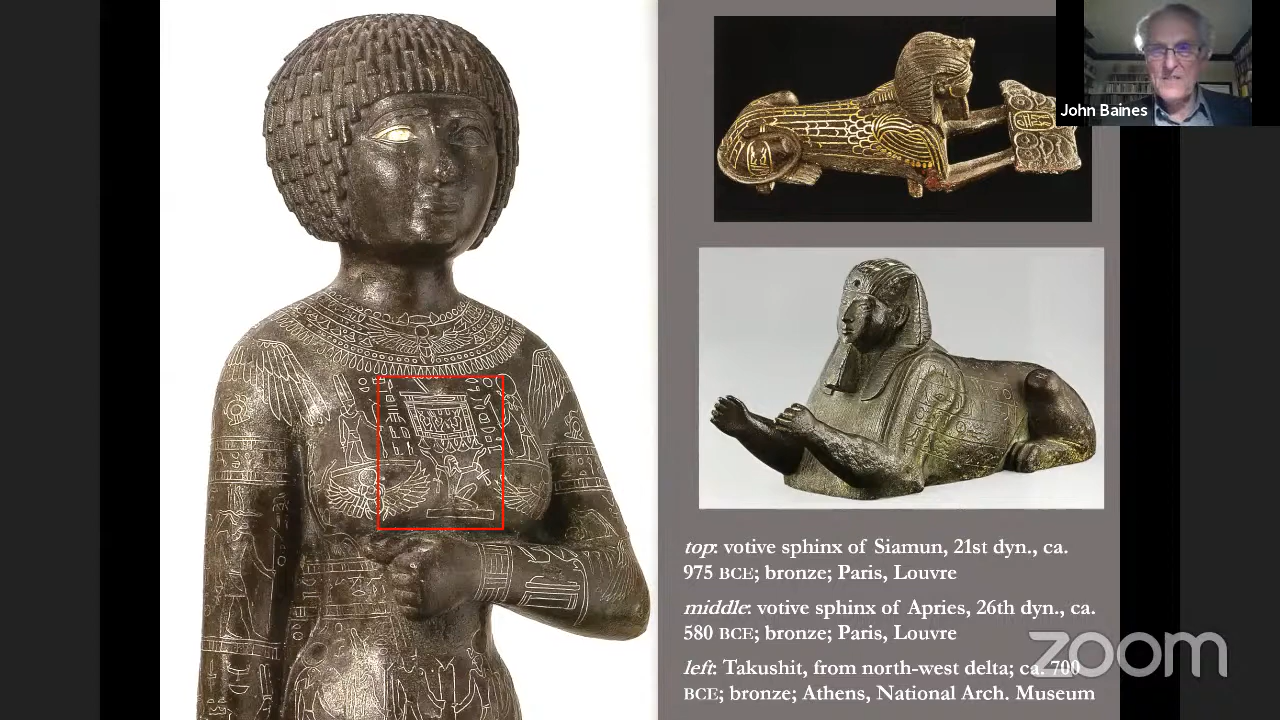 John Baines
top: votive sphinx of Siamun, 21st dyn., ca.
975 BCE; bronze; Paris, Louvre
middle: votive sphinx of Apries, 26th dyn., ca.
580 BCE; bronze; Paris, Louvre
left: Takushit, from north-west delta; ca. 700
BCE; bronze; Athens, National Arch. Museum
zoom